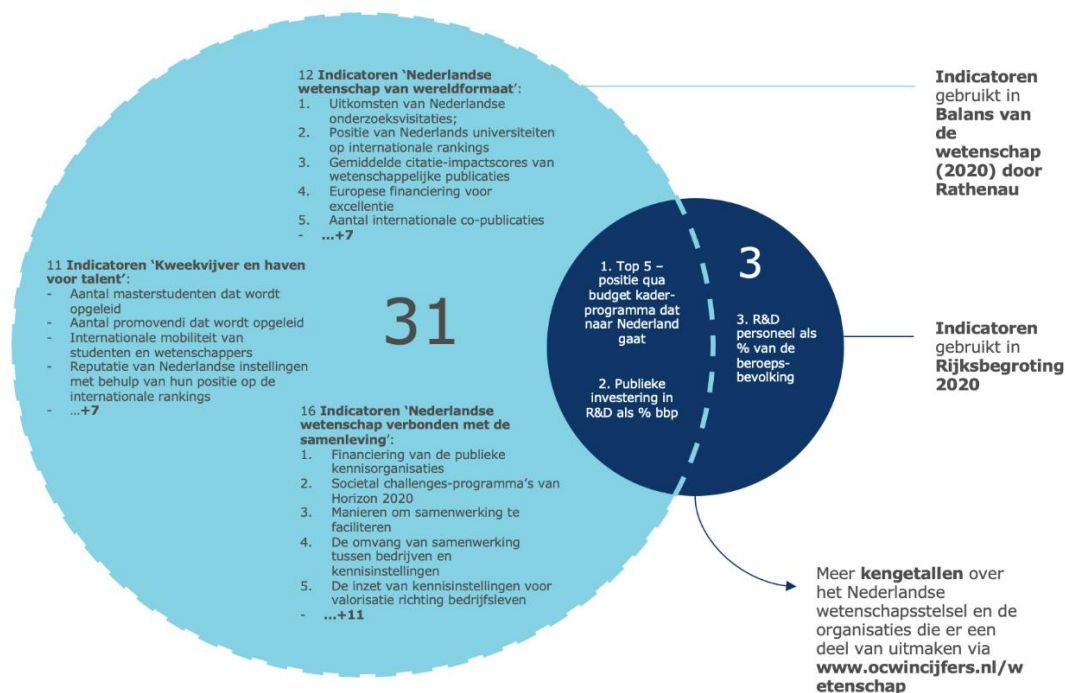 12 Indicatoren ‘Nederlandse
wetenschap van wereldformaat’:
1. Uitkomsten van Nederlandse
onderzoeksvisitaties;
2. Positie van Nederlands universiteiten
op internationale rankings
3. Gemiddelde citatie-impactscores van
wetenschappelijke publicaties
4. Europese financiering voor
excellentie
5. Aantal internationale co-publicaties
- ...+7
11 Indicatoren ‘Kweekvijver en haven
voor talent’:
- Aantal masterstudenten dat wordt
opgeleid
- Aantal promovendi dat wordt opgeleid
- Internationale mobiliteit van
studenten en wetenschappers
- Reputatie van Nederlandse instellingen
met behulp van hun positie op de
internationale rankings
- ...+7
31
16 Indicatoren ‘Nederlandse
wetenschap verbonden met de
samenleving’:
1. Financiering van de publieke
kennisorganisaties
2. Societal challenges-programma’s van
Horizon 2020
3. Manieren om samenwerking te
faciliteren
4. De omvang van samenwerking
tussen bedrijven en
kennisinstellingen
5. De inzet van kennisinstellingen voor
valorisatie richting bedrijfsleven
- ...+11
1. Top 5 –
positie qua
budget kader-
programma dat
naar Nederland
gaat
2. Publieke
investering in
R&D als % bbp
3
3. R&D
personeel als
% van de
beroeps-
bevolking
Indicatoren
gebruikt in
Balans van
de
wetenschap
(2020) door
Rathenau
Indicatoren
gebruikt in
Rijksbegroting
2020
Meer kengetallen over
het Nederlandse
wetenschapsstelsel en de
organisaties die er een
deel van uitmaken via
www.ocwincijfers.nl/w
etenschap